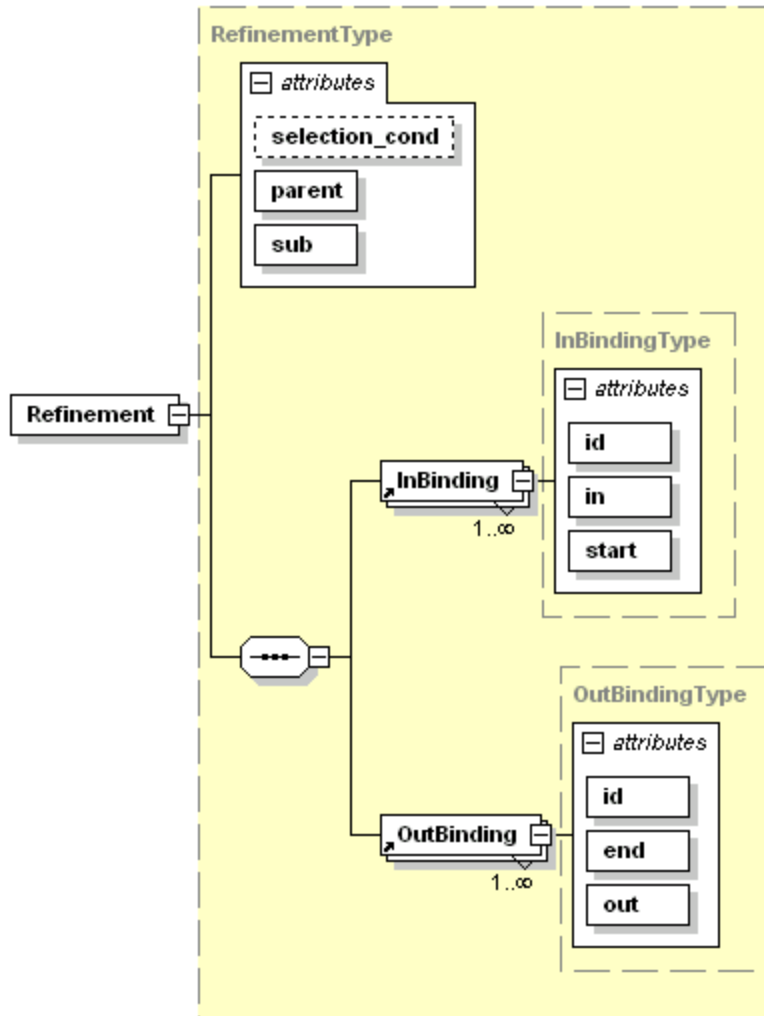 RefinementType
attributes
selection_cond
parent
sub
Refinement
InBindingType
attributes
id
in
start
InBinding
1..∞
OutBindingType
attributes
id
end
out
OutBinding
1..∞